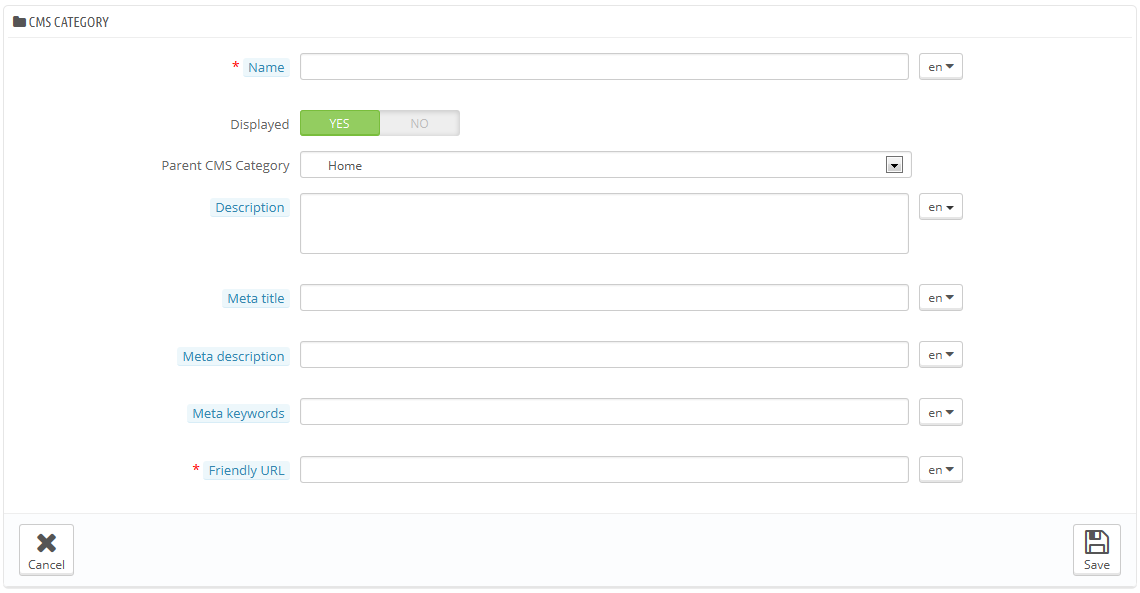 CMS CATEGORY
* Name en
Displayed YES NO
Parent CMS Category Home
Description en
Meta title en
Meta description en
Meta keywords en
* Friendly URL en
Cancel Save